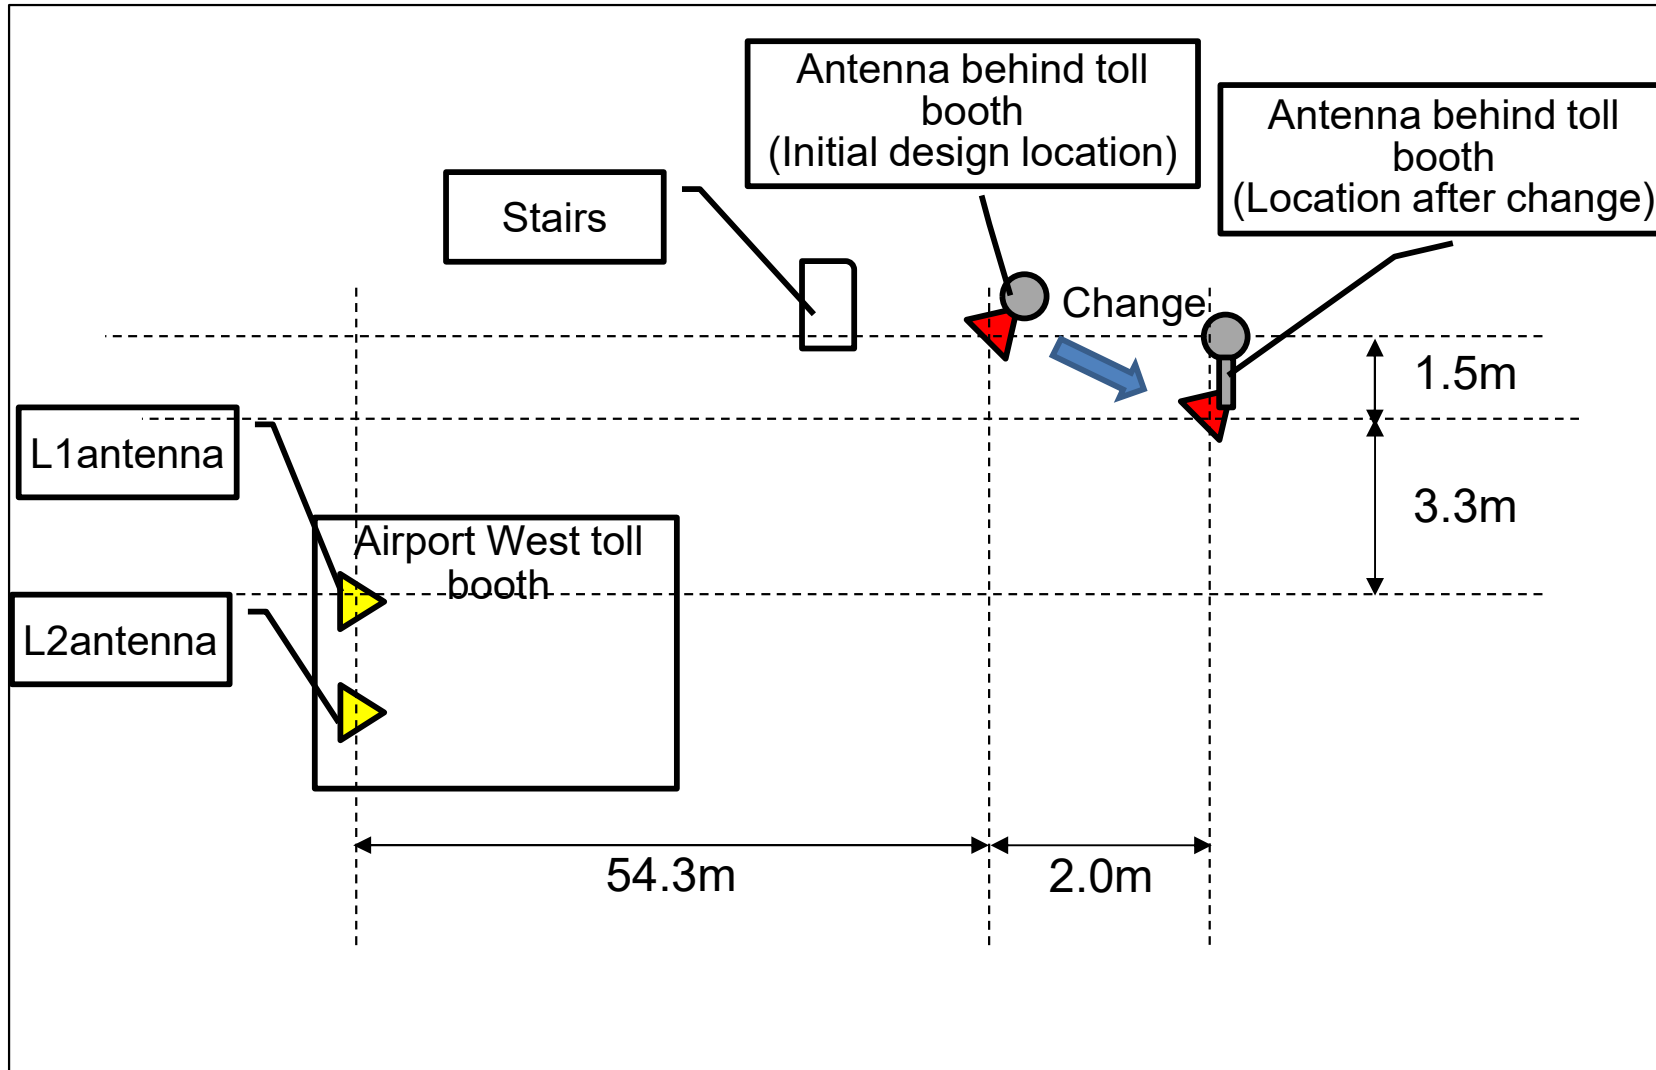 Antenna behind toll
booth
(Initial design location)
Antenna behind toll
booth
(Location after change)
Stairs
Change
1.5m
L1antenna
3.3m
Airport West toll
booth
L2antenna
54.3m
2.0m